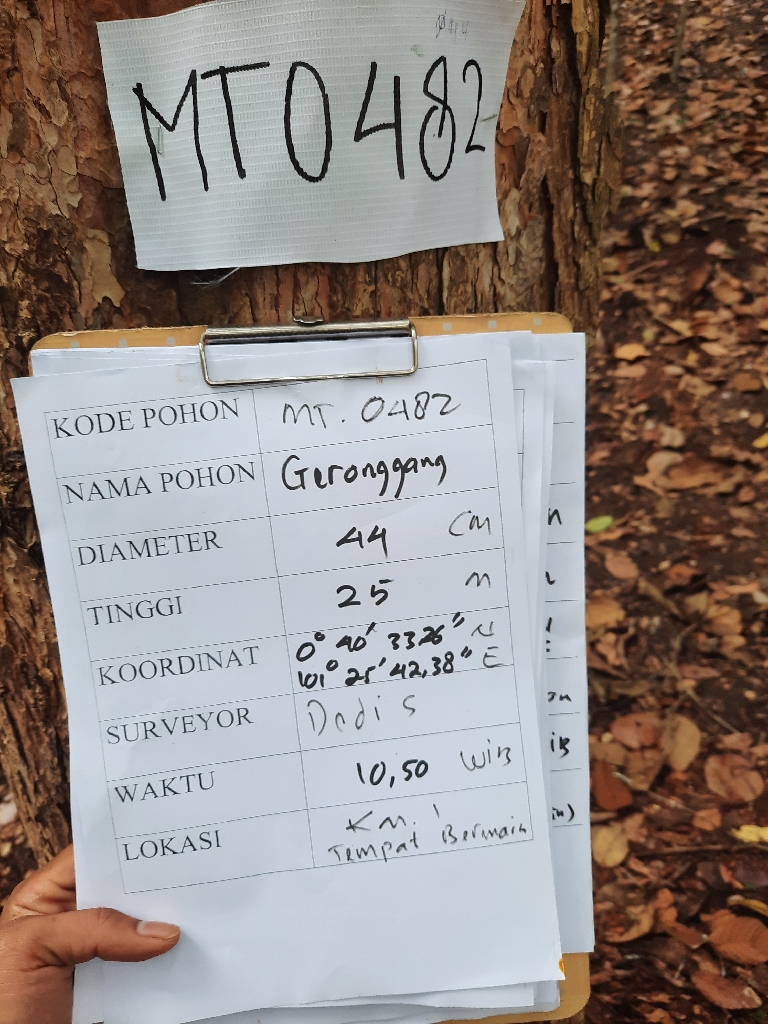 MT0482
KODE POHON MT. 0482
NAMA POHON Geronggang
DIAMETER 44 cm
TINGGI 25 m
KOORDINAT 0° 40' 33.26" N
101° 25' 42,38" E
SURVEYOR Dedi S
WAKTU 10,50 WIB
LOKASI KM. 1
Tempat Bermain